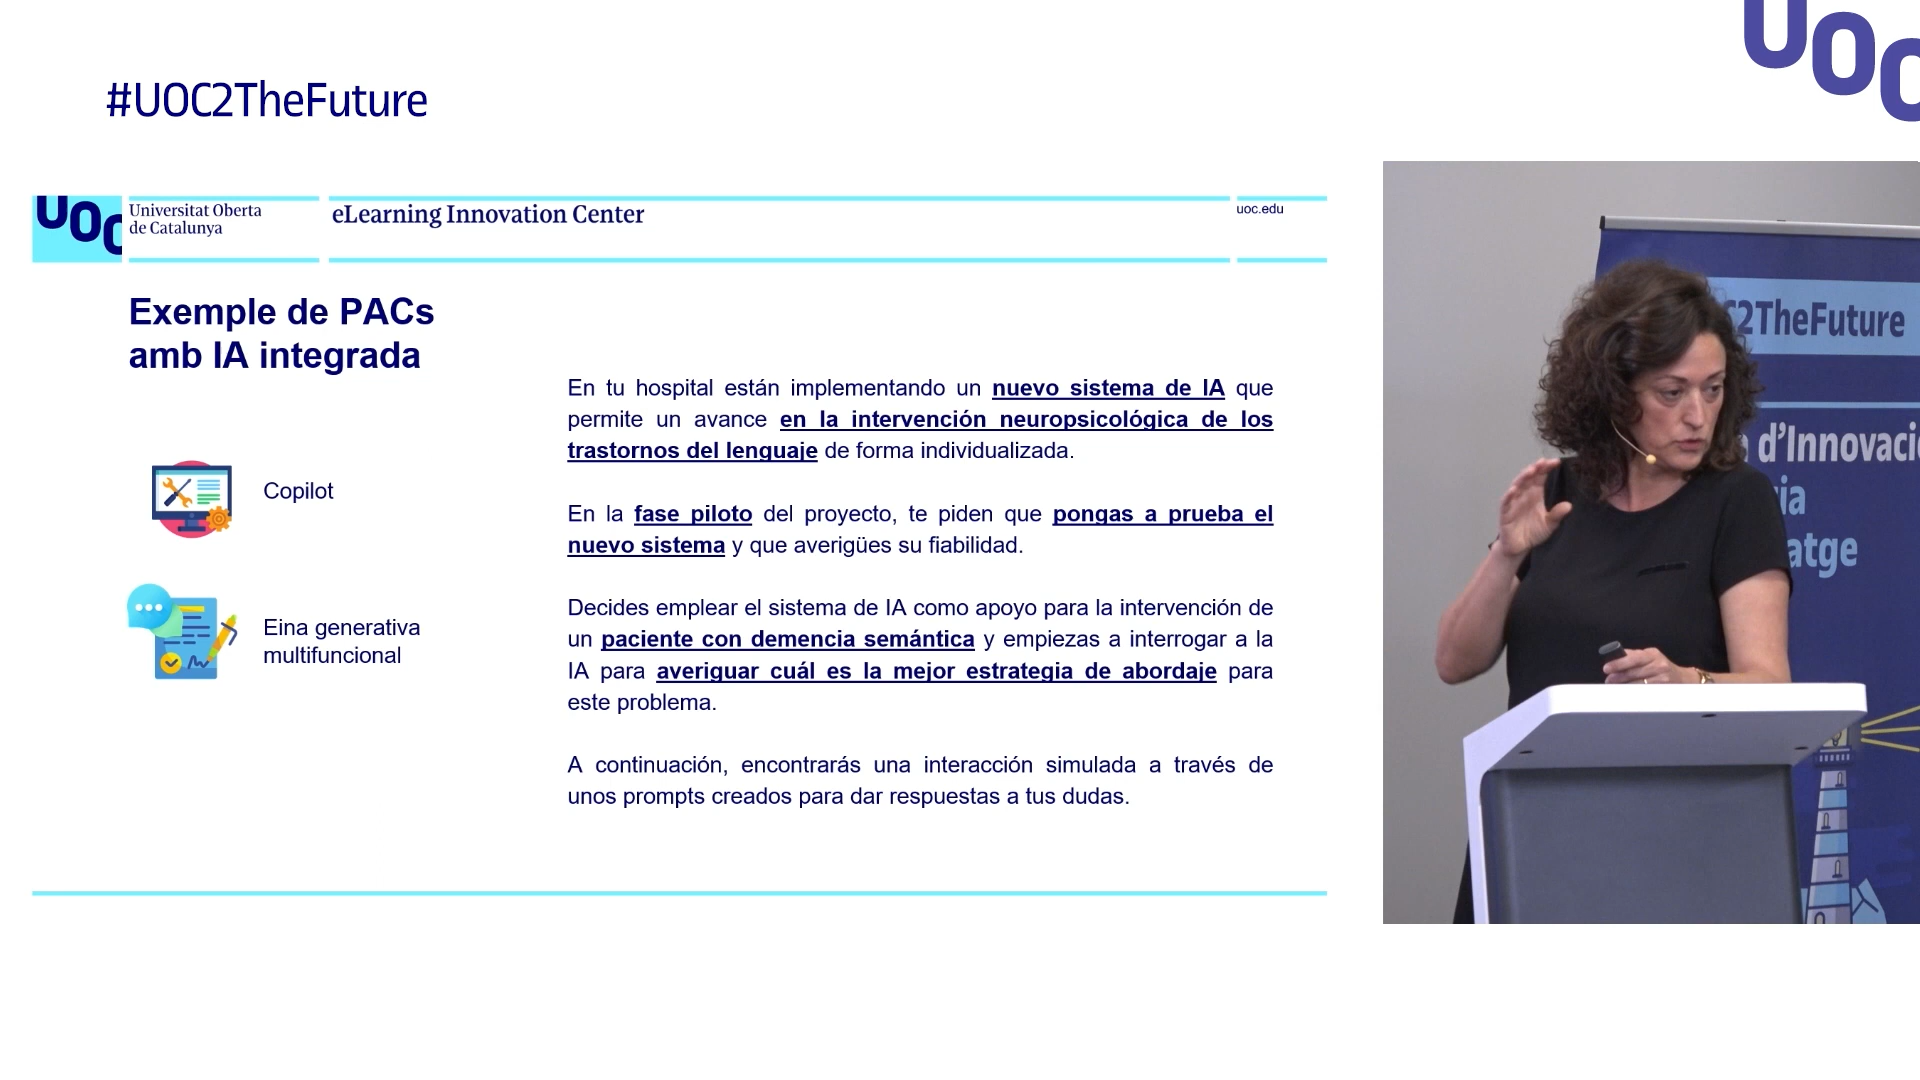 #UOC2TheFuture
UOC
UOC
Universitat Oberta
de Catalunya
eLearning Innovation Center
uoc.edu
Exemple de PACs
amb IA integrada
Copilot
Eina generativa
multifuncional
En tu hospital están implementando un nuevo sistema de IA que
permite un avance en la intervención neuropsicológica de los
trastornos del lenguaje de forma individualizada.
En la fase piloto del proyecto, te piden que pongas a prueba el
nuevo sistema y que averigües su fiabilidad.
Decides emplear el sistema de IA como apoyo para la intervención de
un paciente con demencia semántica y empiezas a interrogar a la
IA para averiguar cuál es la mejor estrategia de abordaje para
este problema.
A continuación, encontrarás una interacción simulada a través de
unos prompts creados para dar respuestas a tus dudas.
C2TheFuture
d'Innovació
ia
atge